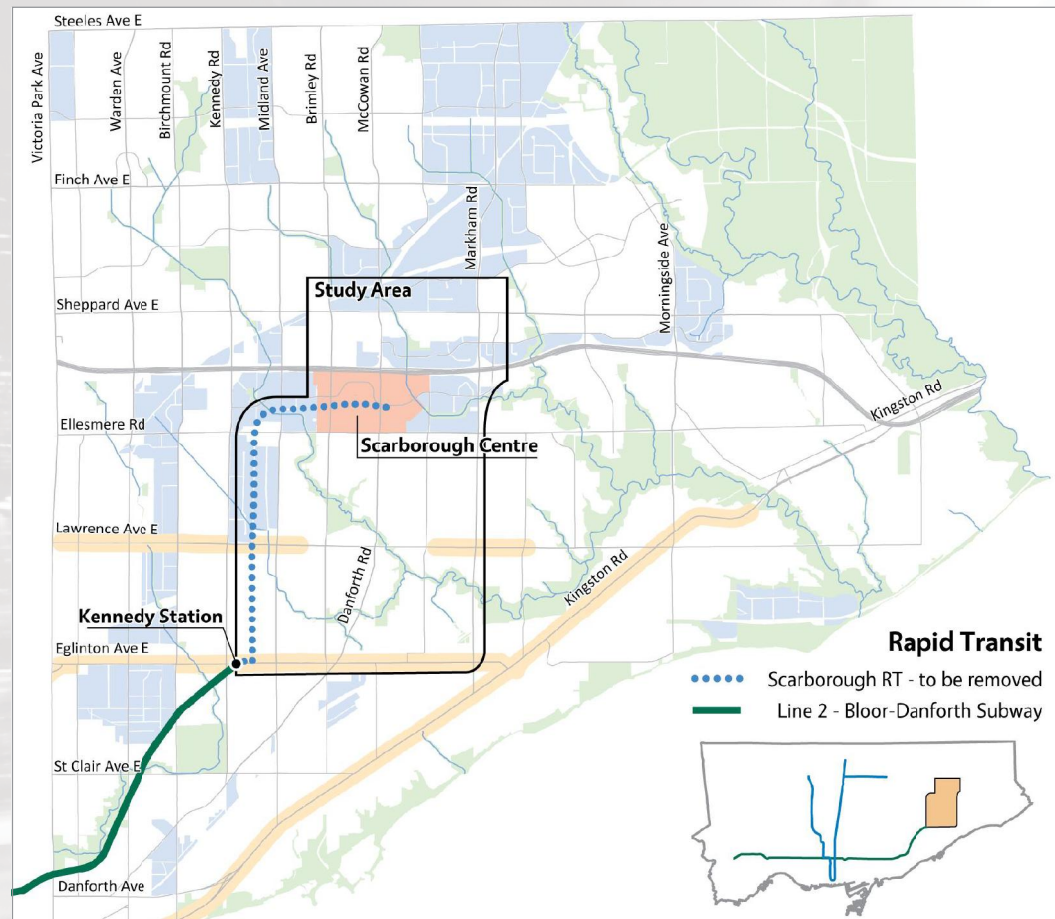 Steeles Ave E
Victoria Park Ave
Wardan Ave
Birchmount Rd
Kennedy Rd
Midland Ave
Brimley Rd
McCowan Rd
Finch Ave E
Markham Rd
Morningside Ave
Sheppard Ave E
Study Area
Kingston Rd
Ellesmere Rd
Scarborough Centre
Lawrence Ave E
Danforth Rd
Kingston Rd
Kennedy Station
Eglinton Ave E
Rapid Transit
Scarborough RT - to be removed
Line 2 - Bloor-Danforth Subway
St Clair Ave E
Danforth Ave